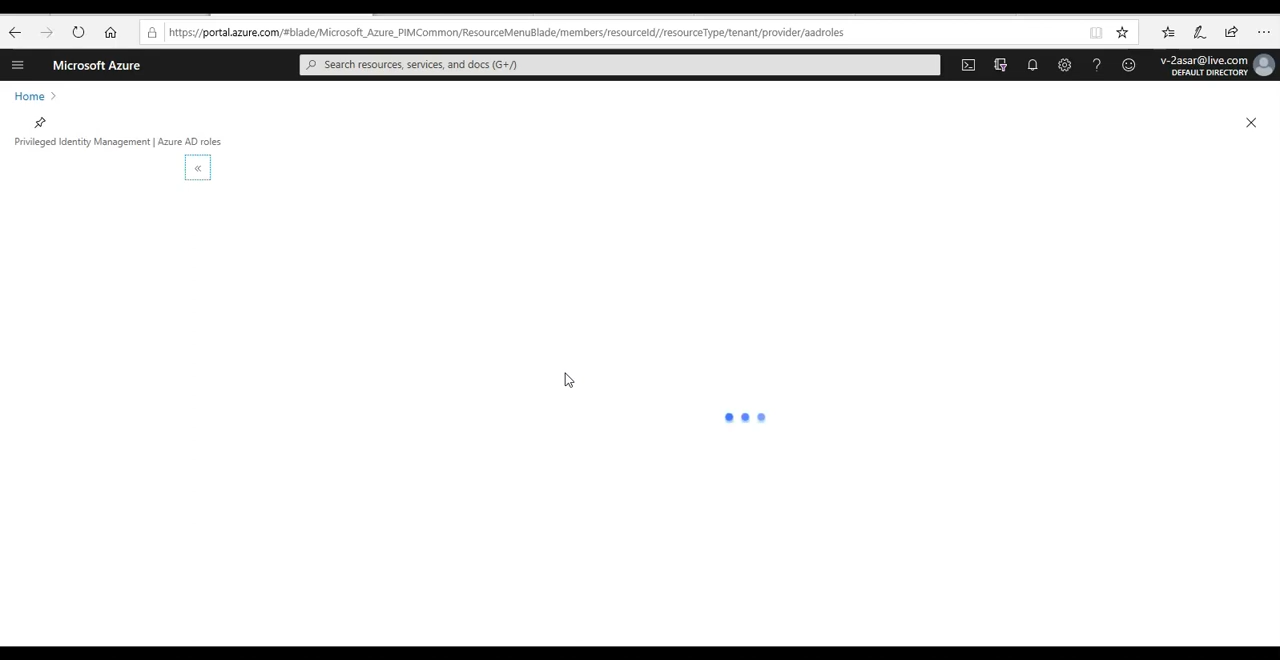 https://portal.azure.com/#blade/Microsoft_Azure_PIMCommon/ResourceMenuBlade/members/resourceId//resourceType/tenant/provider/aadroles
Microsoft Azure
Search resources, services, and docs (G+/)
v-2asar@live.com
DEFAULT DIRECTORY
Home
Privileged Identity Management | Azure AD roles